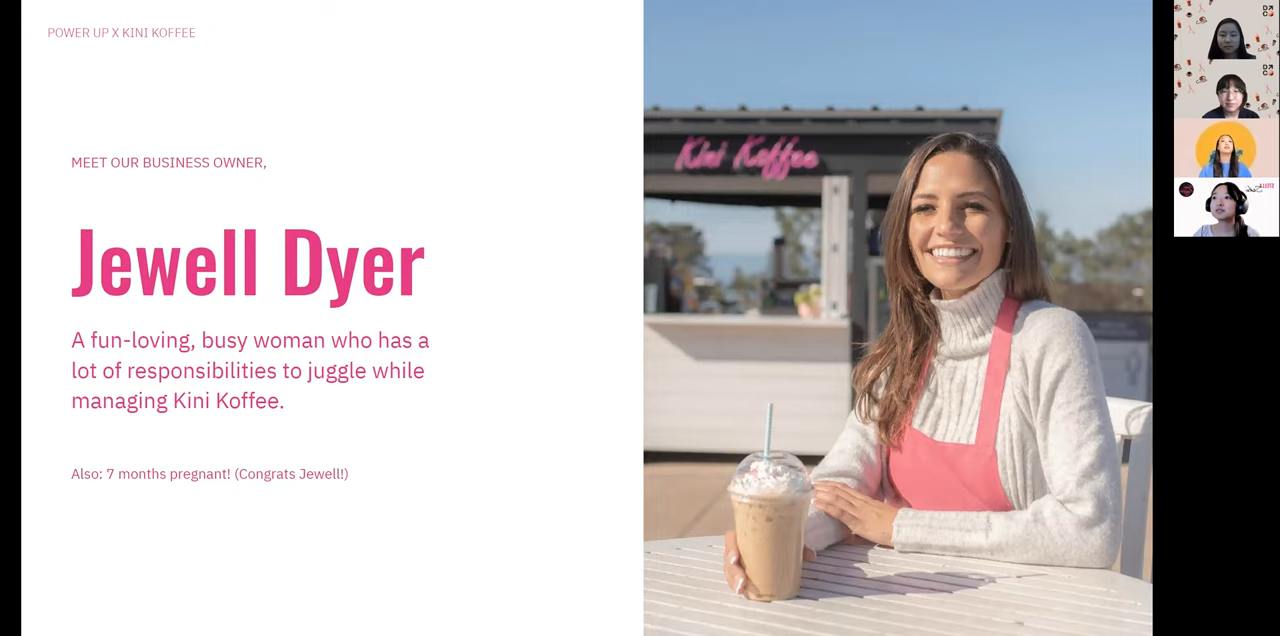 POWER UP X KINI KOFFEE
MEET OUR BUSINESS OWNER,
Jewell Dyer
A fun-loving, busy woman who has a
lot of responsibilities to juggle while
managing Kini Koffee.
Also: 7 months pregnant! (Congrats Jewell!)
Kini Koffee